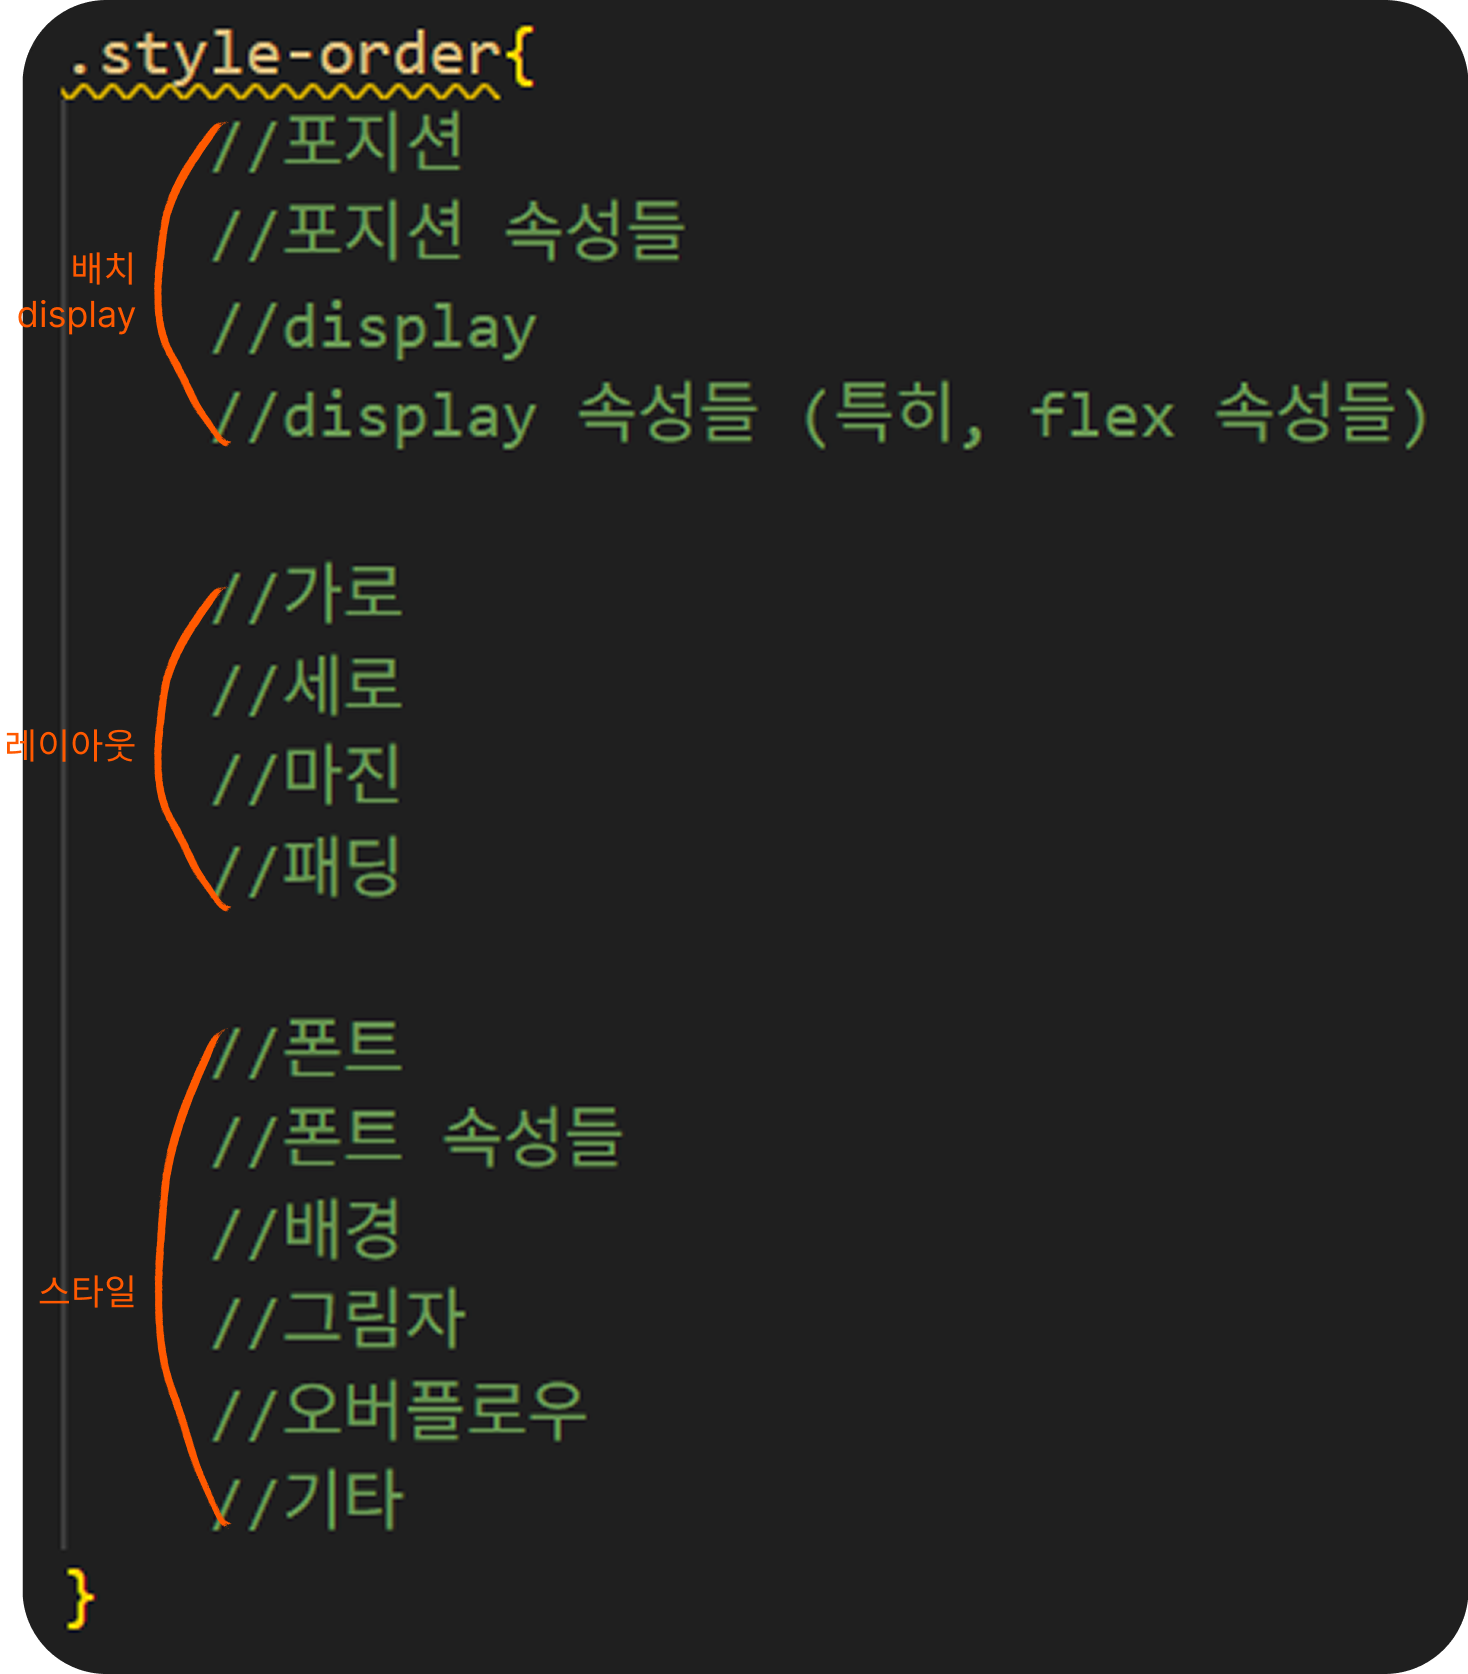 .style-order{
//포지션
//포지션 속성들
배치
display
//display
//display 속성들 (특히, flex 속성들)
//가로
//세로
레이아웃
//마진
//패딩
//폰트
//폰트 속성들
//배경
스타일
//그림자
//오버플로우
//기타
}